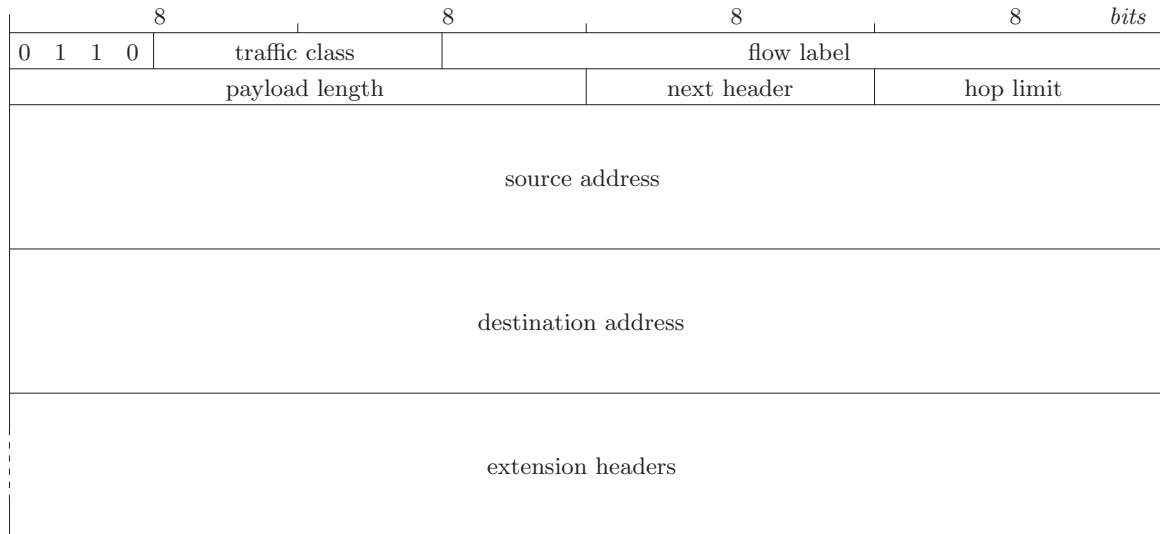 8 8 8 8 bits
0 1 1 0 traffic class flow label
payload length next header hop limit
source address
destination address
extension headers